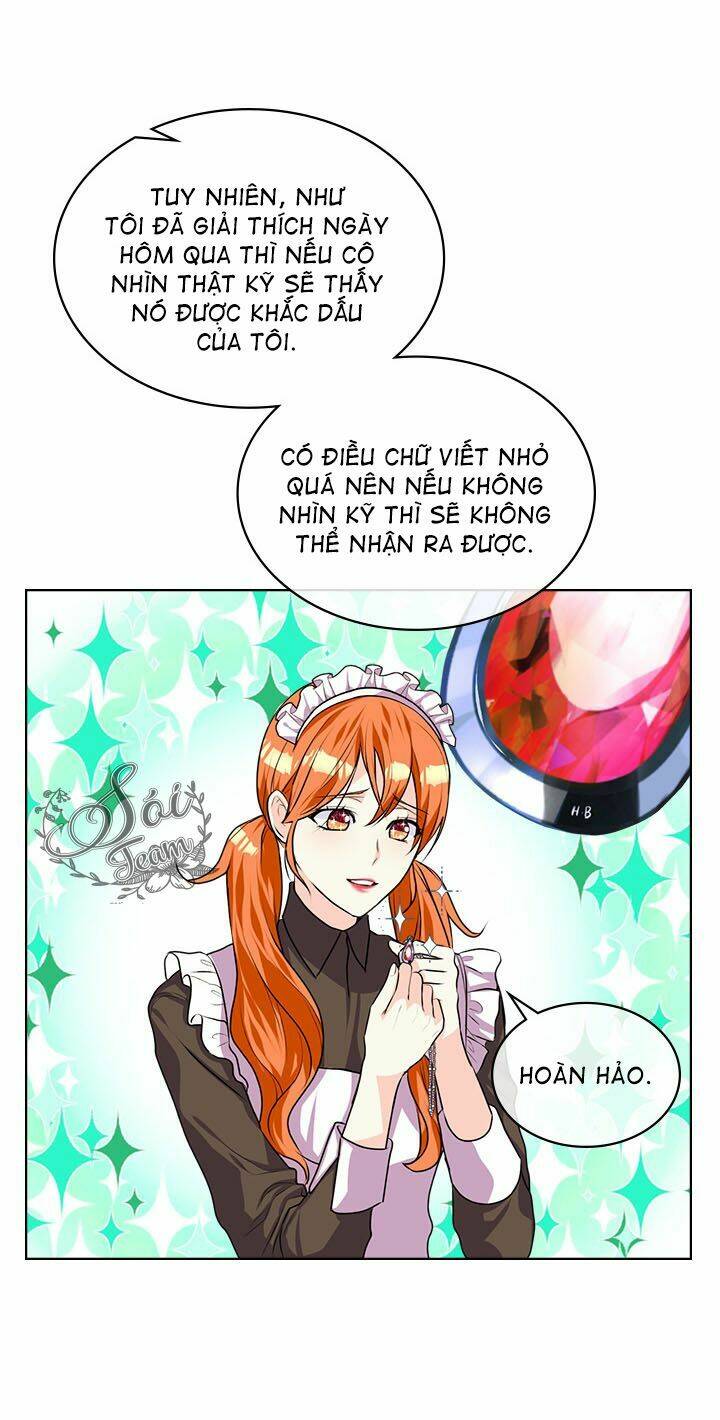 TUY NHIÊN, NHƯ
TÔI ĐÃ GIẢI THÍCH NGÀY
HÔM QUA THÌ NẾU CÔ
NHÌN THẬT KỸ SẼ THẤY
NÓ ĐƯỢC KHẮC DẤU
CỦA TÔI.
CÓ ĐIỀU CHỮ VIẾT NHỎ
QUÁ NÊN NẾU KHÔNG
NHÌN KỸ THÌ SẼ KHÔNG
THỂ NHẬN RA ĐƯỢC.
H·B
Sói
Team
HOÀN HẢO.